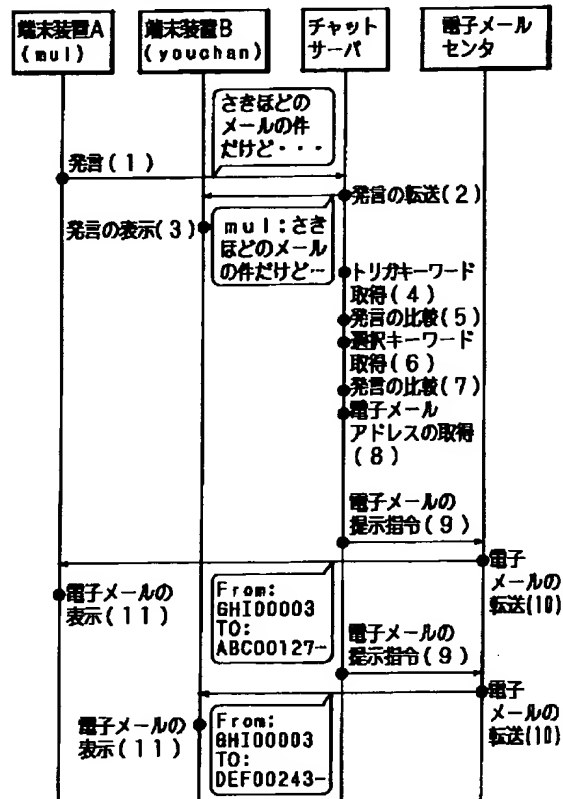 端末装置A
(mul)
端末装置B
(youchan)
チャット
サーバ
電子メール
センタ
さきほどの
メールの件
だけど・・・
発言(1)
発言の転送(2)
発言の表示(3)
mul:さき
ほどのメール
の件だけど…
トリガキーワード
取得(4)
発言の比較(5)
選択キーワード
取得(6)
発言の比較(7)
電子メール
アドレスの取得
(8)
電子メールの
提示指令(9)
電子
メールの
転送(10)
電子メールの
表示(11)
From:
GHI00003
TO:
ABC00127…
電子メールの
提示指令(9)
電子
メールの
転送(10)
電子メールの
表示(11)
From:
GHI00003
TO:
DEF00243…